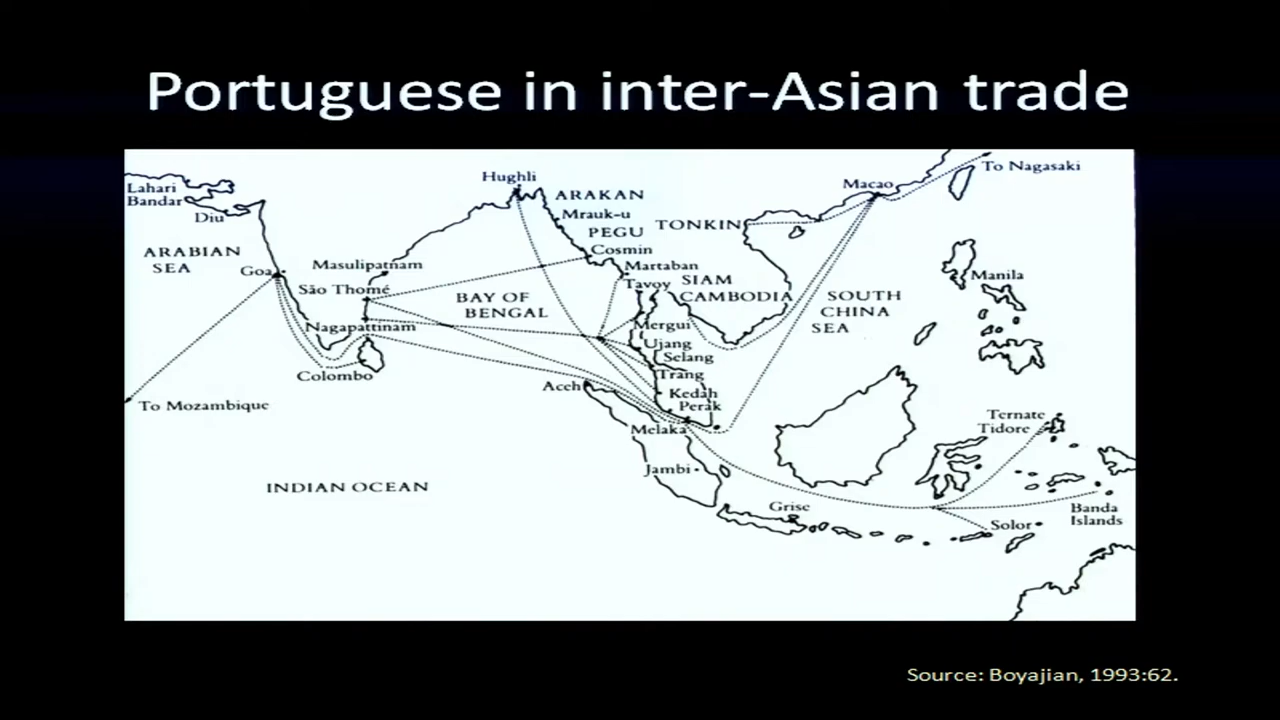 Portuguese in inter-Asian trade
To Nagasaki
Lahari
Bandar
Diu
Hughli
ARAKAN
Mrauk-u
PEGU
Cosmin
Macao
TONKIN
ARABIAN
SEA
Goa
Masulipatnam
São Thomé
Nagapattinam
Colombo
BAY OF
BENGAL
Martaban
Tavoy
SIAM
CAMBODIA
SOUTH
CHINA
SEA
Manila
Mergui
Ujang
Selang
Trang
Kedah
Perak
Aceh
Melaka
Jambi
To Mozambique
INDIAN OCEAN
Grise
Ternate
Tidore
Solor
Banda
Islands
Source: Boyajian, 1993:62.